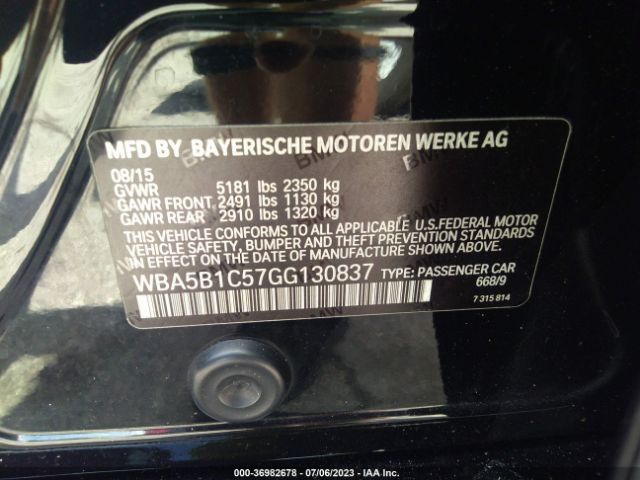 MFD BY BAYERISCHE MOTOREN WERKE AG
08/15
GVWR 5181 lbs 2350 kg
GAWR FRONT 2491 lbs 1130 kg
GAWR REAR 2910 lbs 1320 kg
THIS VEHICLE CONFORMS TO ALL APPLICABLE U.S.FEDERAL MOTOR
VEHICLE SAFETY, BUMPER AND THEFT PREVENTION STANDARDS
IN EFFECT ON THE DATE OF MANUFACTURE SHOWN ABOVE.
WBA5B1C57GG130837 TYPE: PASSENGER CAR
668/9
7 315 814
000-36982678 - 07/06/2023 - IAA Inc.